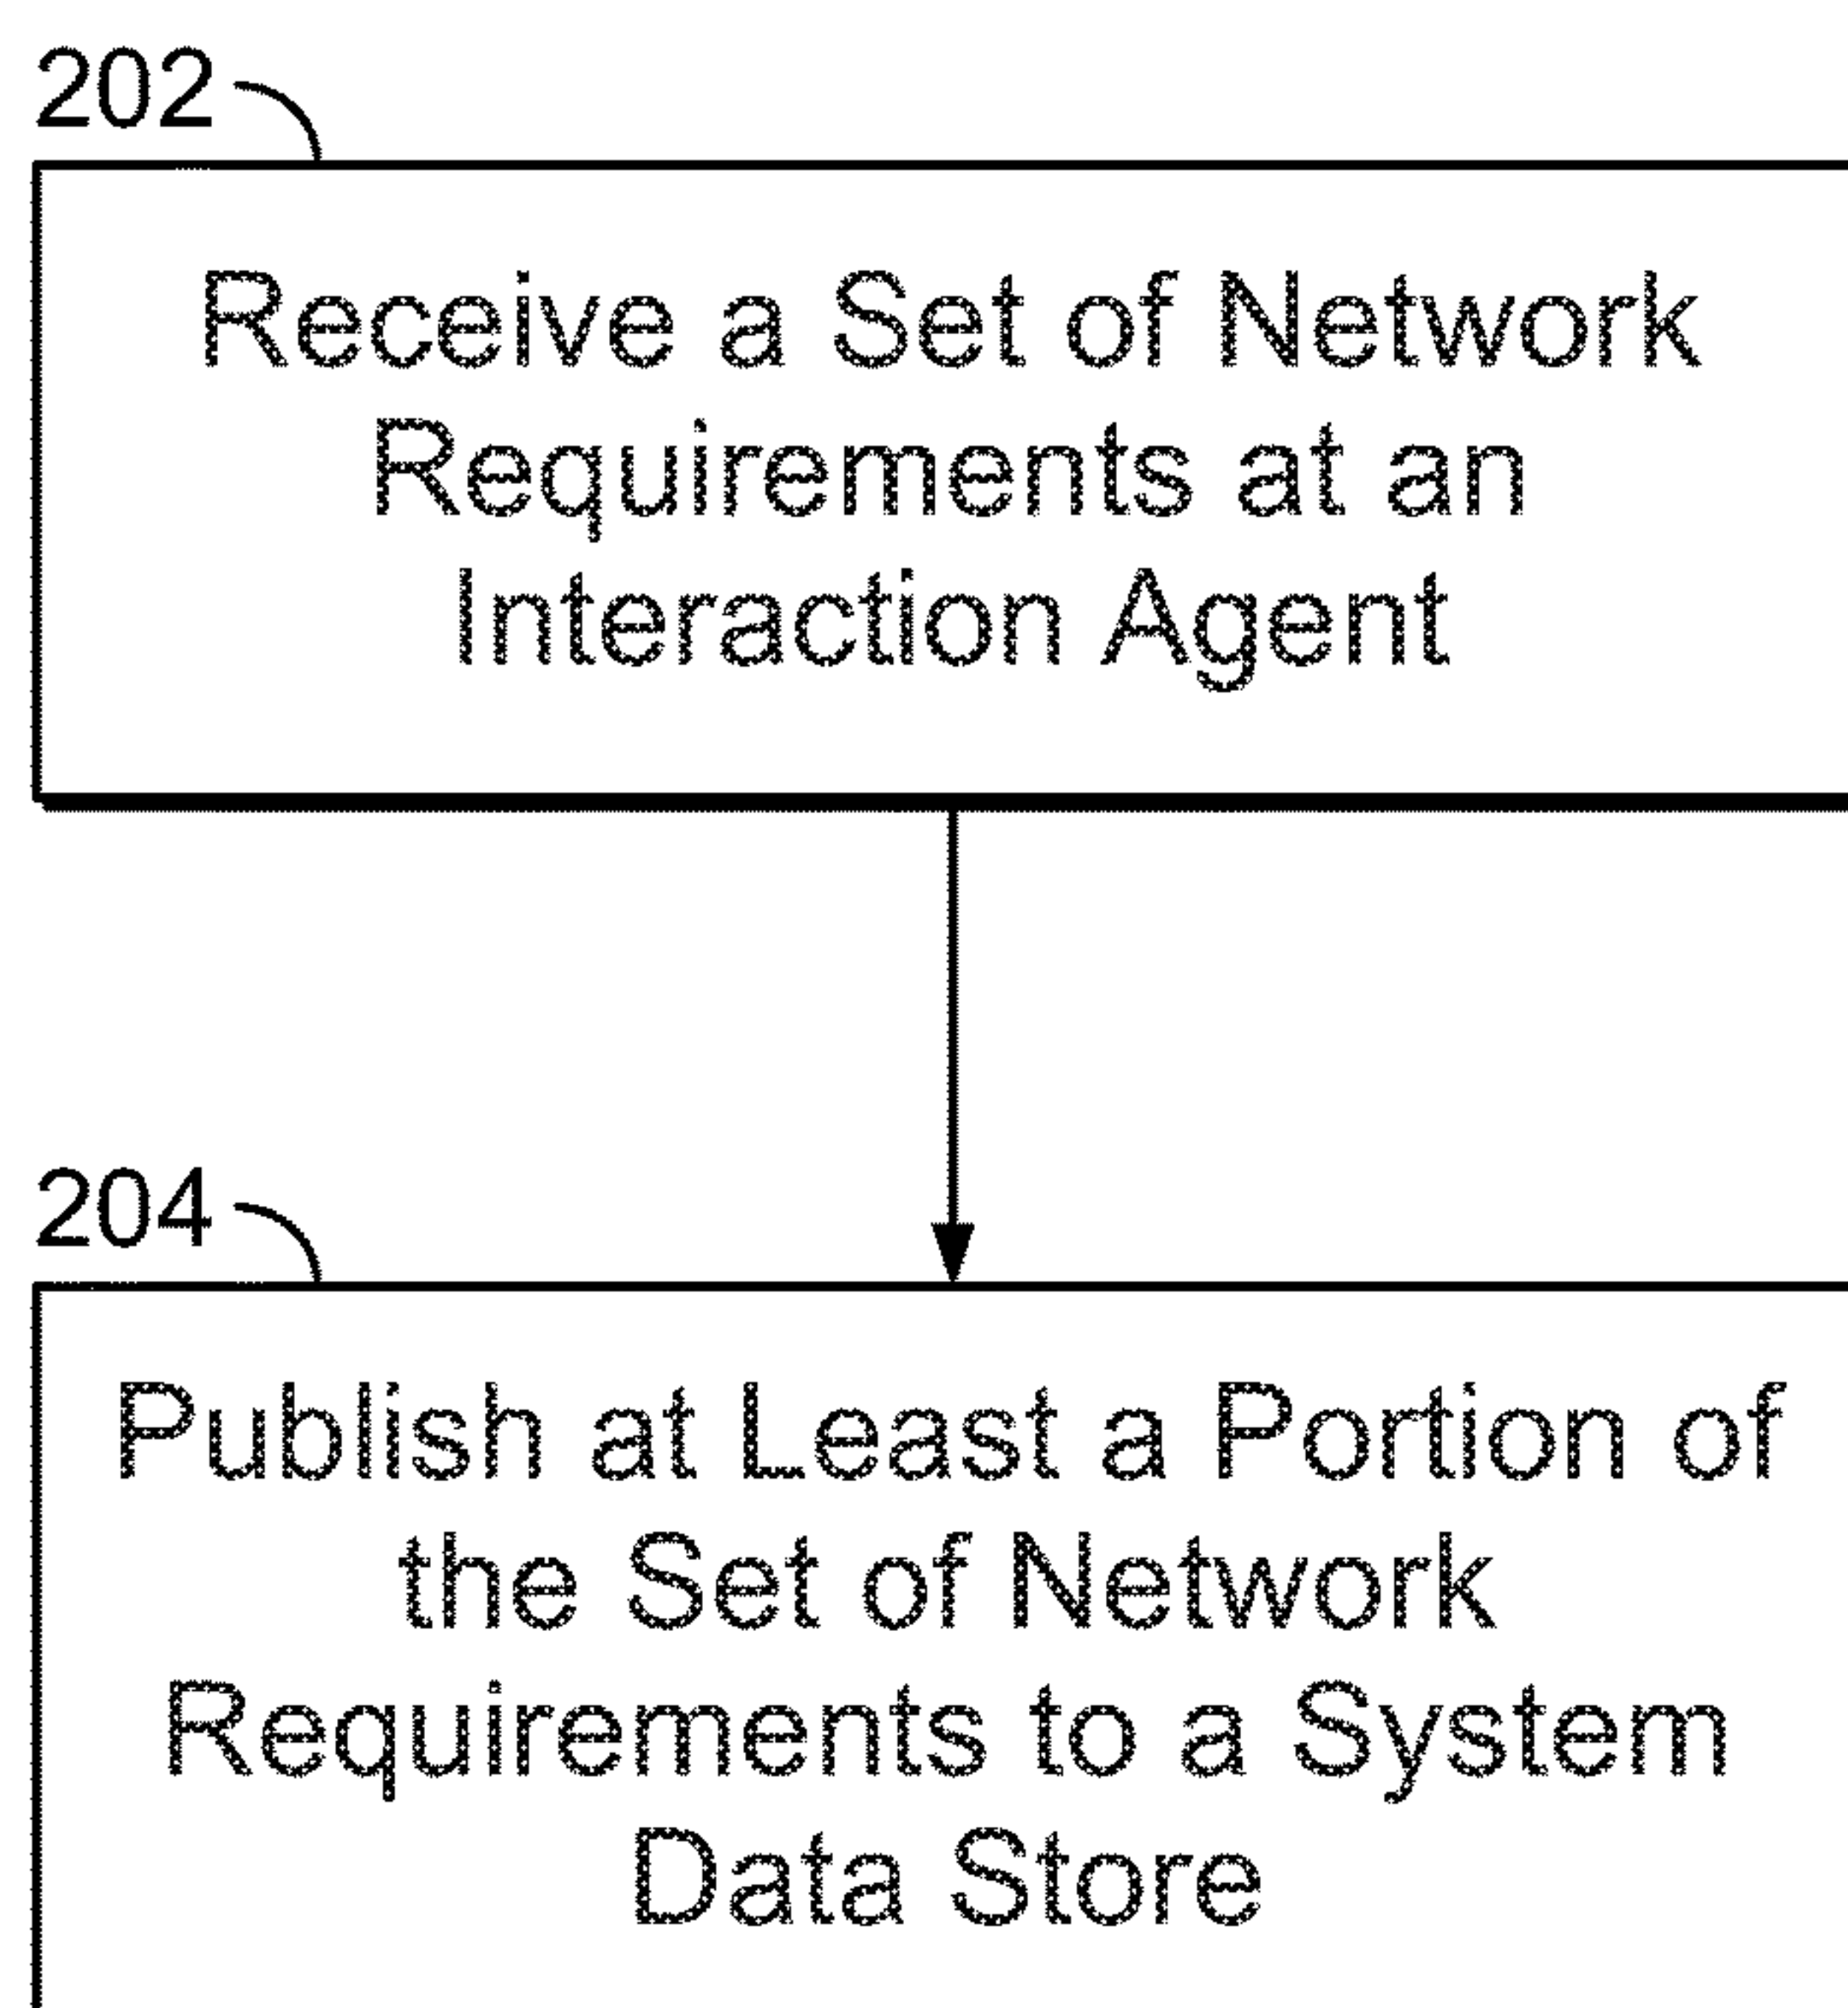 202
Receive a Set of Network
Requirements at an
Interaction Agent
204
Publish at Least a Portion of
the Set of Network
Requirements to a System
Data Store